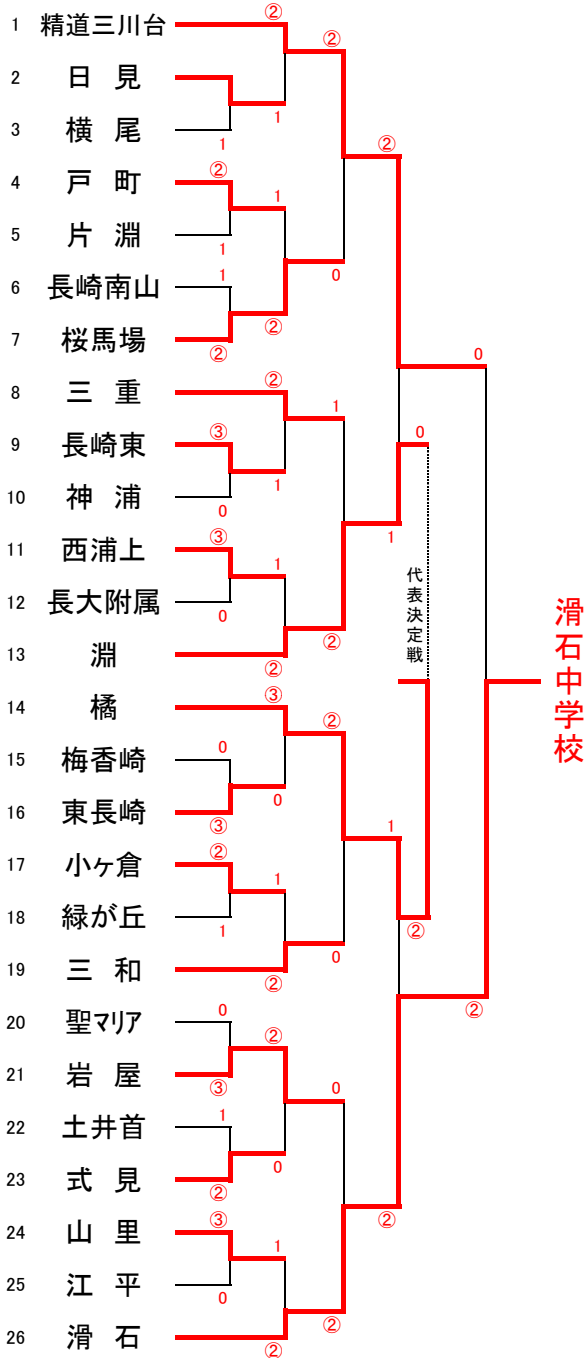 1 精道三川台 ② ②
2 日 見
3 横 尾 1 1 ②
4 戸 町 ② 1
5 片 淵 1
6 長崎南山 1 0
7 桜馬場 ② ②
0
8 三 重 ② 1
9 長崎東 ③ 0
10 神 浦 0 1
11 西浦上 ③ 1 1
12 長大附属 0
13 淵 ② ②
代表決定戦
滑石中学校
14 橘 ③ ②
15 梅香崎 0
16 東長崎 ③ 0 1
17 小ヶ倉 ② 1
18 緑が丘 1 ②
19 三 和 ② 0
20 聖マリア 0 ② ②
21 岩 屋 ③ 0
22 土井首 1
23 式 見 ② 0
24 山 里 ③ 1 ②
25 江 平 0
26 滑 石 ② ②